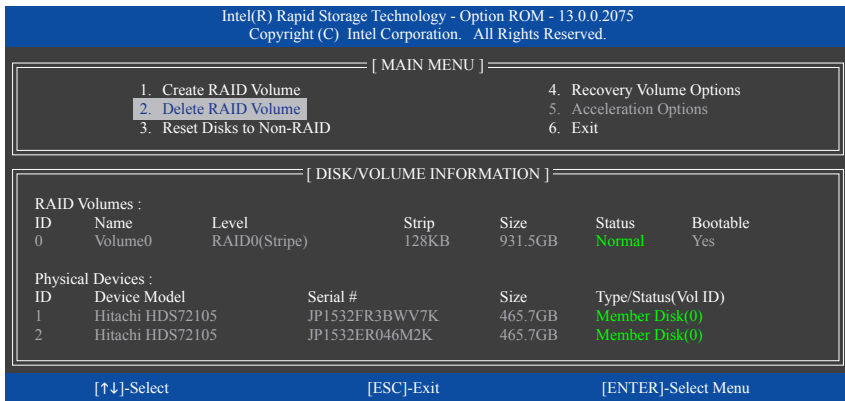 Intel(R) Rapid Storage Technology - Option ROM - 13.0.0.2075
Copyright (C) Intel Corporation. All Rights Reserved.
[ MAIN MENU ]
1. Create RAID Volume 4. Recovery Volume Options
2. Delete RAID Volume 5. Acceleration Options
3. Reset Disks to Non-RAID 6. Exit
[ DISK/VOLUME INFORMATION ]
RAID Volumes :
ID Name Level Strip Size Status Bootable
0 Volume0 RAID0(Stripe) 128KB 931.5GB Normal Yes
Physical Devices :
ID Device Model Serial # Size Type/Status(Vol ID)
1 Hitachi HDS72105 JP1532FR3BWV7K 465.7GB Member Disk(0)
2 Hitachi HDS72105 JP1532ER046M2K 465.7GB Member Disk(0)
[↑↓]-Select [ESC]-Exit [ENTER]-Select Menu